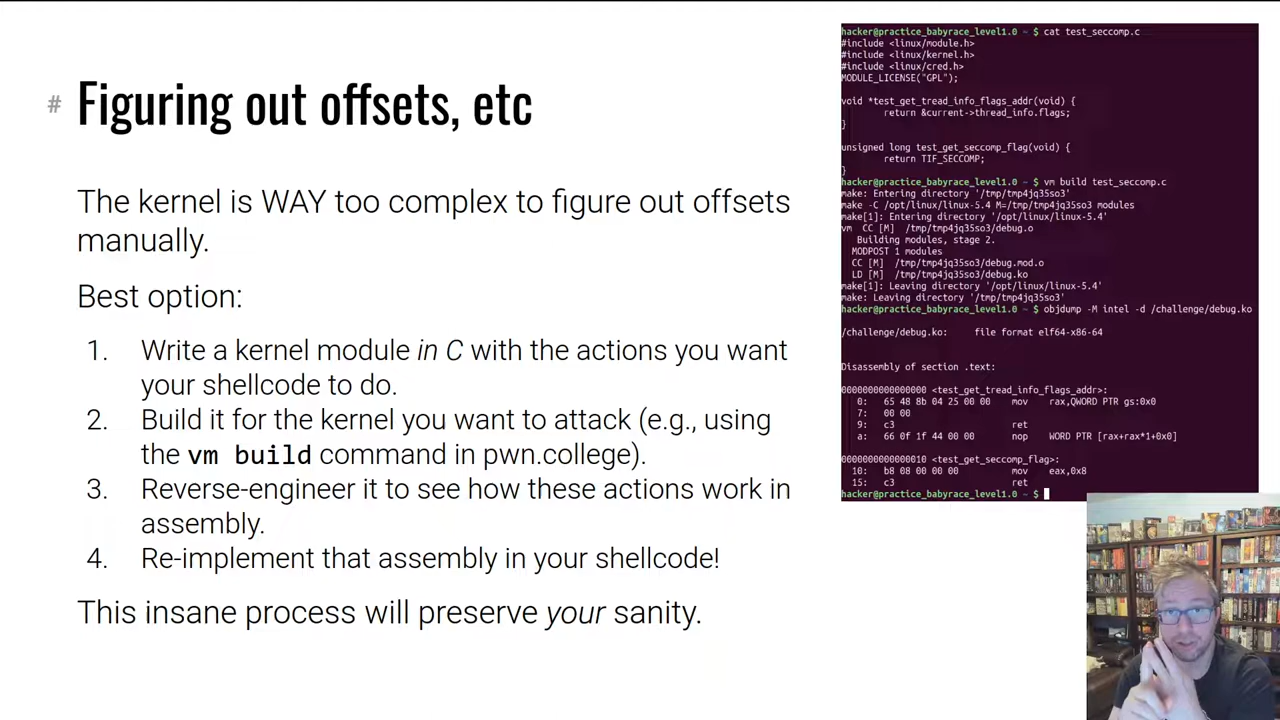 # Figuring out offsets, etc
The kernel is WAY too complex to figure out offsets
manually.
Best option:
1. Write a kernel module in C with the actions you want
your shellcode to do.
2. Build it for the kernel you want to attack (e.g., using
the vm build command in pwn.college).
3. Reverse-engineer it to see how these actions work in
assembly.
4. Re-implement that assembly in your shellcode!
This insane process will preserve your sanity.
hacker@practice_babyrace_level1.0 ~ $ cat test_seccomp.c
#include <linux/module.h>
#include <linux/kernel.h>
#include <linux/cred.h>
MODULE_LICENSE("GPL");
void *test_get_tread_info_flags_addr(void) {
return &current->thread_info.flags;
}
unsigned long test_get_seccomp_flag(void) {
return TIF_SECCOMP;
}
hacker@practice_babyrace_level1.0 ~ $ vm build test_seccomp.c
make: Entering directory '/tmp/tmp4jq35so3'
make -C /opt/linux/linux-5.4 M=/tmp/tmp4jq35so3 modules
make[1]: Entering directory '/opt/linux/linux-5.4'
vm CC [M] /tmp/tmp4jq35so3/debug.o
Building modules, stage 2.
MODPOST 1 modules
CC [M] /tmp/tmp4jq35so3/debug.mod.o
LD [M] /tmp/tmp4jq35so3/debug.ko
make[1]: Leaving directory '/opt/linux/linux-5.4'
make: Leaving directory '/tmp/tmp4jq35so3'
hacker@practice_babyrace_level1.0 ~ $ objdump -M intel -d /challenge/debug.ko
/challenge/debug.ko: file format elf64-x86-64
Disassembly of section .text:
0000000000000000 <test_get_tread_info_flags_addr>:
0: 65 48 8b 04 25 00 00 mov rax,QWORD PTR gs:0x0
7: 00 00
9: c3 ret
a: 66 0f 1f 44 00 00 nop WORD PTR [rax+rax*1+0x0]
0000000000000010 <test_get_seccomp_flag>:
10: b8 08 00 00 00 mov eax,0x8
15: c3 ret
hacker@practice_babyrace_level1.0 ~ $